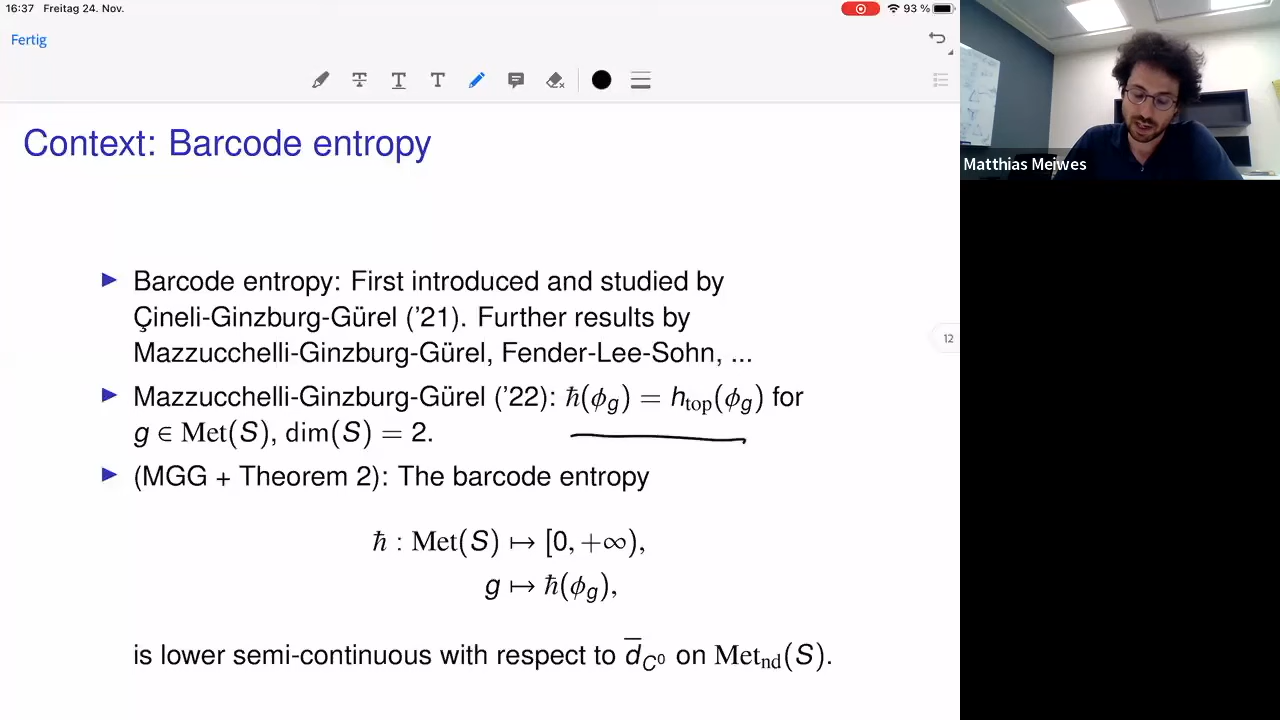 16:37 Freitag 24. Nov. 93 %
Fertig
T T T
Context: Barcode entropy
Matthias Meiwes
▶ Barcode entropy: First introduced and studied by
Çineli-Ginzburg-Gürel ('21). Further results by
Mazzucchelli-Ginzburg-Gürel, Fender-Lee-Sohn, ...
12
▶ Mazzucchelli-Ginzburg-Gürel ('22): ℏ(ϕ_g) = h_top(ϕ_g) for
g ∈ Met(S), dim(S) = 2.
▶ (MGG + Theorem 2): The barcode entropy
ℏ : Met(S) ↦ [0, +∞),
g ↦ ℏ(ϕ_g),
is lower semi-continuous with respect to d̅_{C⁰} on Met_nd(S).